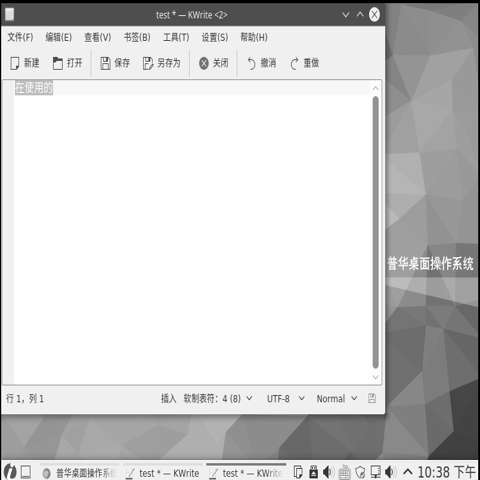 test * — KWrite <2>
文件(F) 编辑(E) 查看(V) 书签(B) 工具(T) 设置(S) 帮助(H)
新建 打开 保存 另存为 关闭 撤消 重做
在使用的
普华桌面操作系统
行 1，列 1 插入 软制表符：4 (8) UTF-8 Normal
普华桌面操作系 test * — KWrite test * — KWrite 10:38 下午